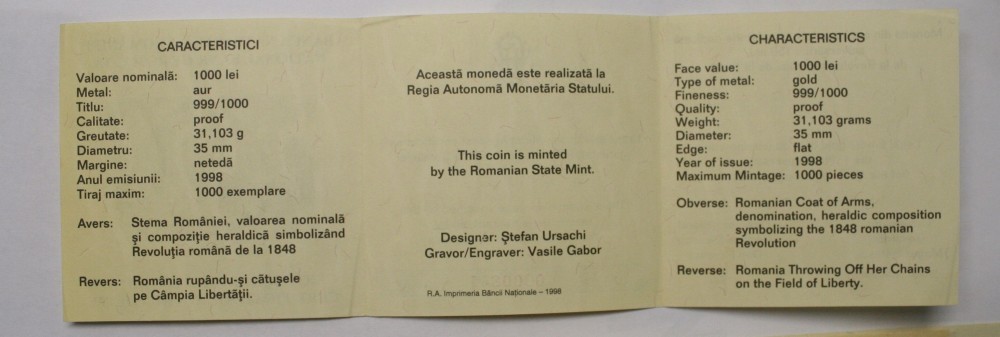 CARACTERISTICI
Valoare nominală: 1000 lei
Metal: aur
Titlu: 999/1000
Calitate: proof
Greutate: 31,103 g
Diametru: 35 mm
Margine: netedă
Anul emisiunii: 1998
Tiraj maxim: 1000 exemplare
Avers: Stema României, valoarea nominală
și compoziție heraldică simbolizând
Revoluția română de la 1848
Revers: România rupându-și cătușele
pe Câmpia Libertății.
Această monedă este realizată la
Regia Autonomă Monetăria Statului.
This coin is minted
by the Romanian State Mint.
Designer: Ștefan Ursachi
Gravor/Engraver: Vasile Gabor
R.A. Imprimeria Băncii Naționale – 1998
CHARACTERISTICS
Face value: 1000 lei
Type of metal: gold
Fineness: 999/1000
Quality: proof
Weight: 31,103 grams
Diameter: 35 mm
Edge: flat
Year of issue: 1998
Maximum Mintage: 1000 pieces
Obverse: Romanian Coat of Arms,
denomination, heraldic composition
symbolizing the 1848 romanian
Revolution
Reverse: Romania Throwing Off Her Chains
on the Field of Liberty.